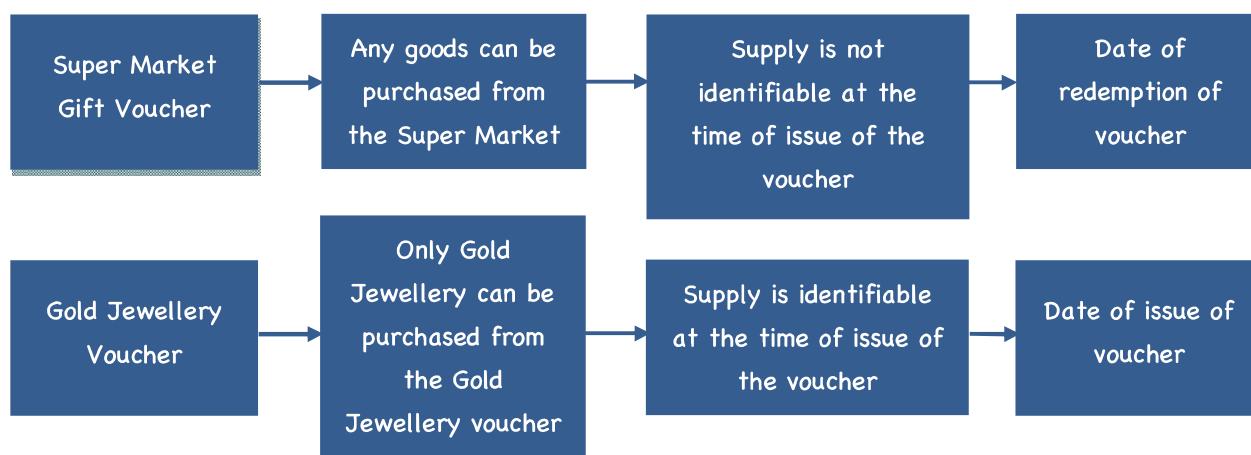 Super Market
Gift Voucher
Any goods can be
purchased from
the Super Market
Supply is not
identifiable at the
time of issue of the
voucher
Date of
redemption of
voucher
Gold Jewellery
Voucher
Only Gold
Jewellery can be
purchased from
the Gold
Jewellery voucher
Supply is identifiable
at the time of issue of
the voucher
Date of issue of
voucher